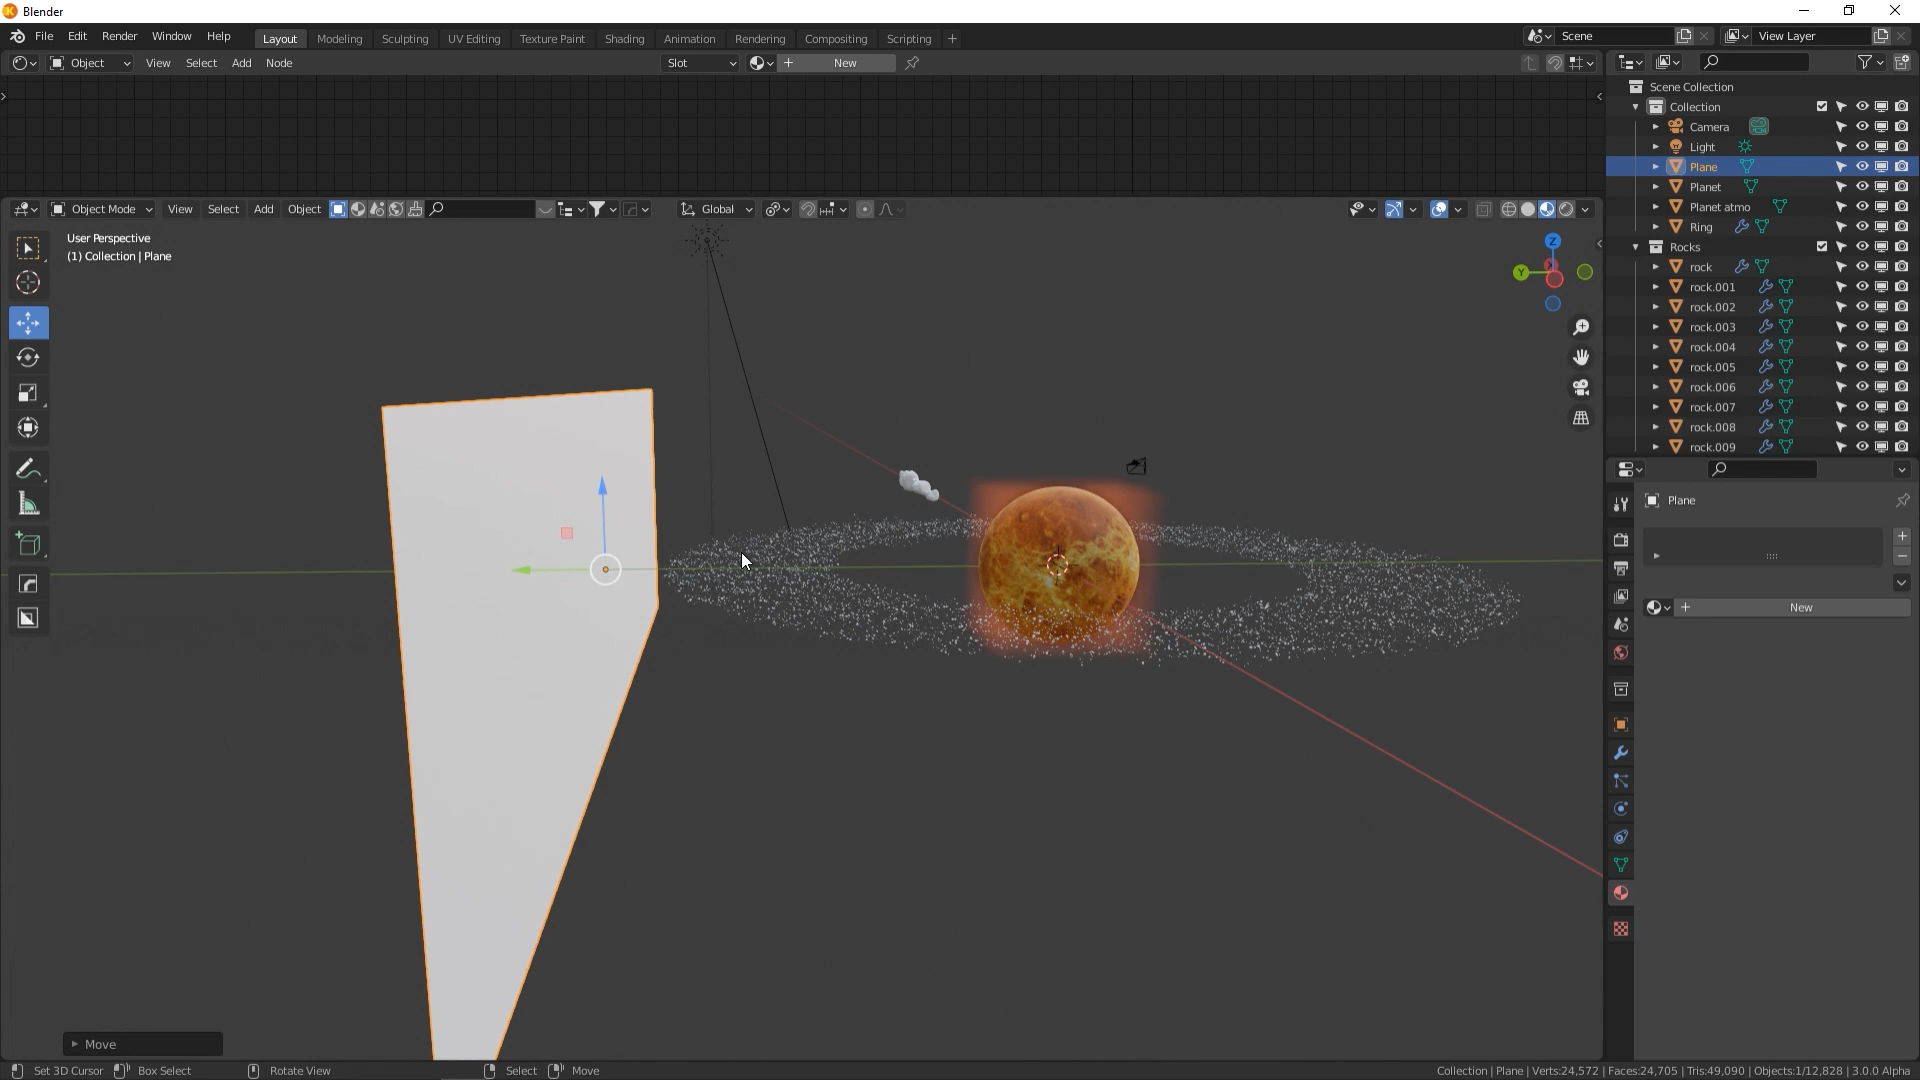 Blender
File Edit Render Window Help
Layout Modeling Sculpting UV Editing Texture Paint Shading Animation Rendering Compositing Scripting +
Scene
View Layer
Object View Select Add Node
Slot
New
Object Mode View Select Add Object
Global
User Perspective
(1) Collection | Plane
Z
Y
Scene Collection
Collection
Camera
Light
Plane
Planet
Planet atmo
Ring
Rocks
rock
rock.001
rock.002
rock.003
rock.004
rock.005
rock.006
rock.007
rock.008
rock.009
Plane
New
Move
Set 3D Cursor Box Select Rotate View Select Move
Collection | Plane | Verts:24,572 | Faces:24,705 | Tris:49,090 | Objects:1/12,828 | 3.0.0 Alpha